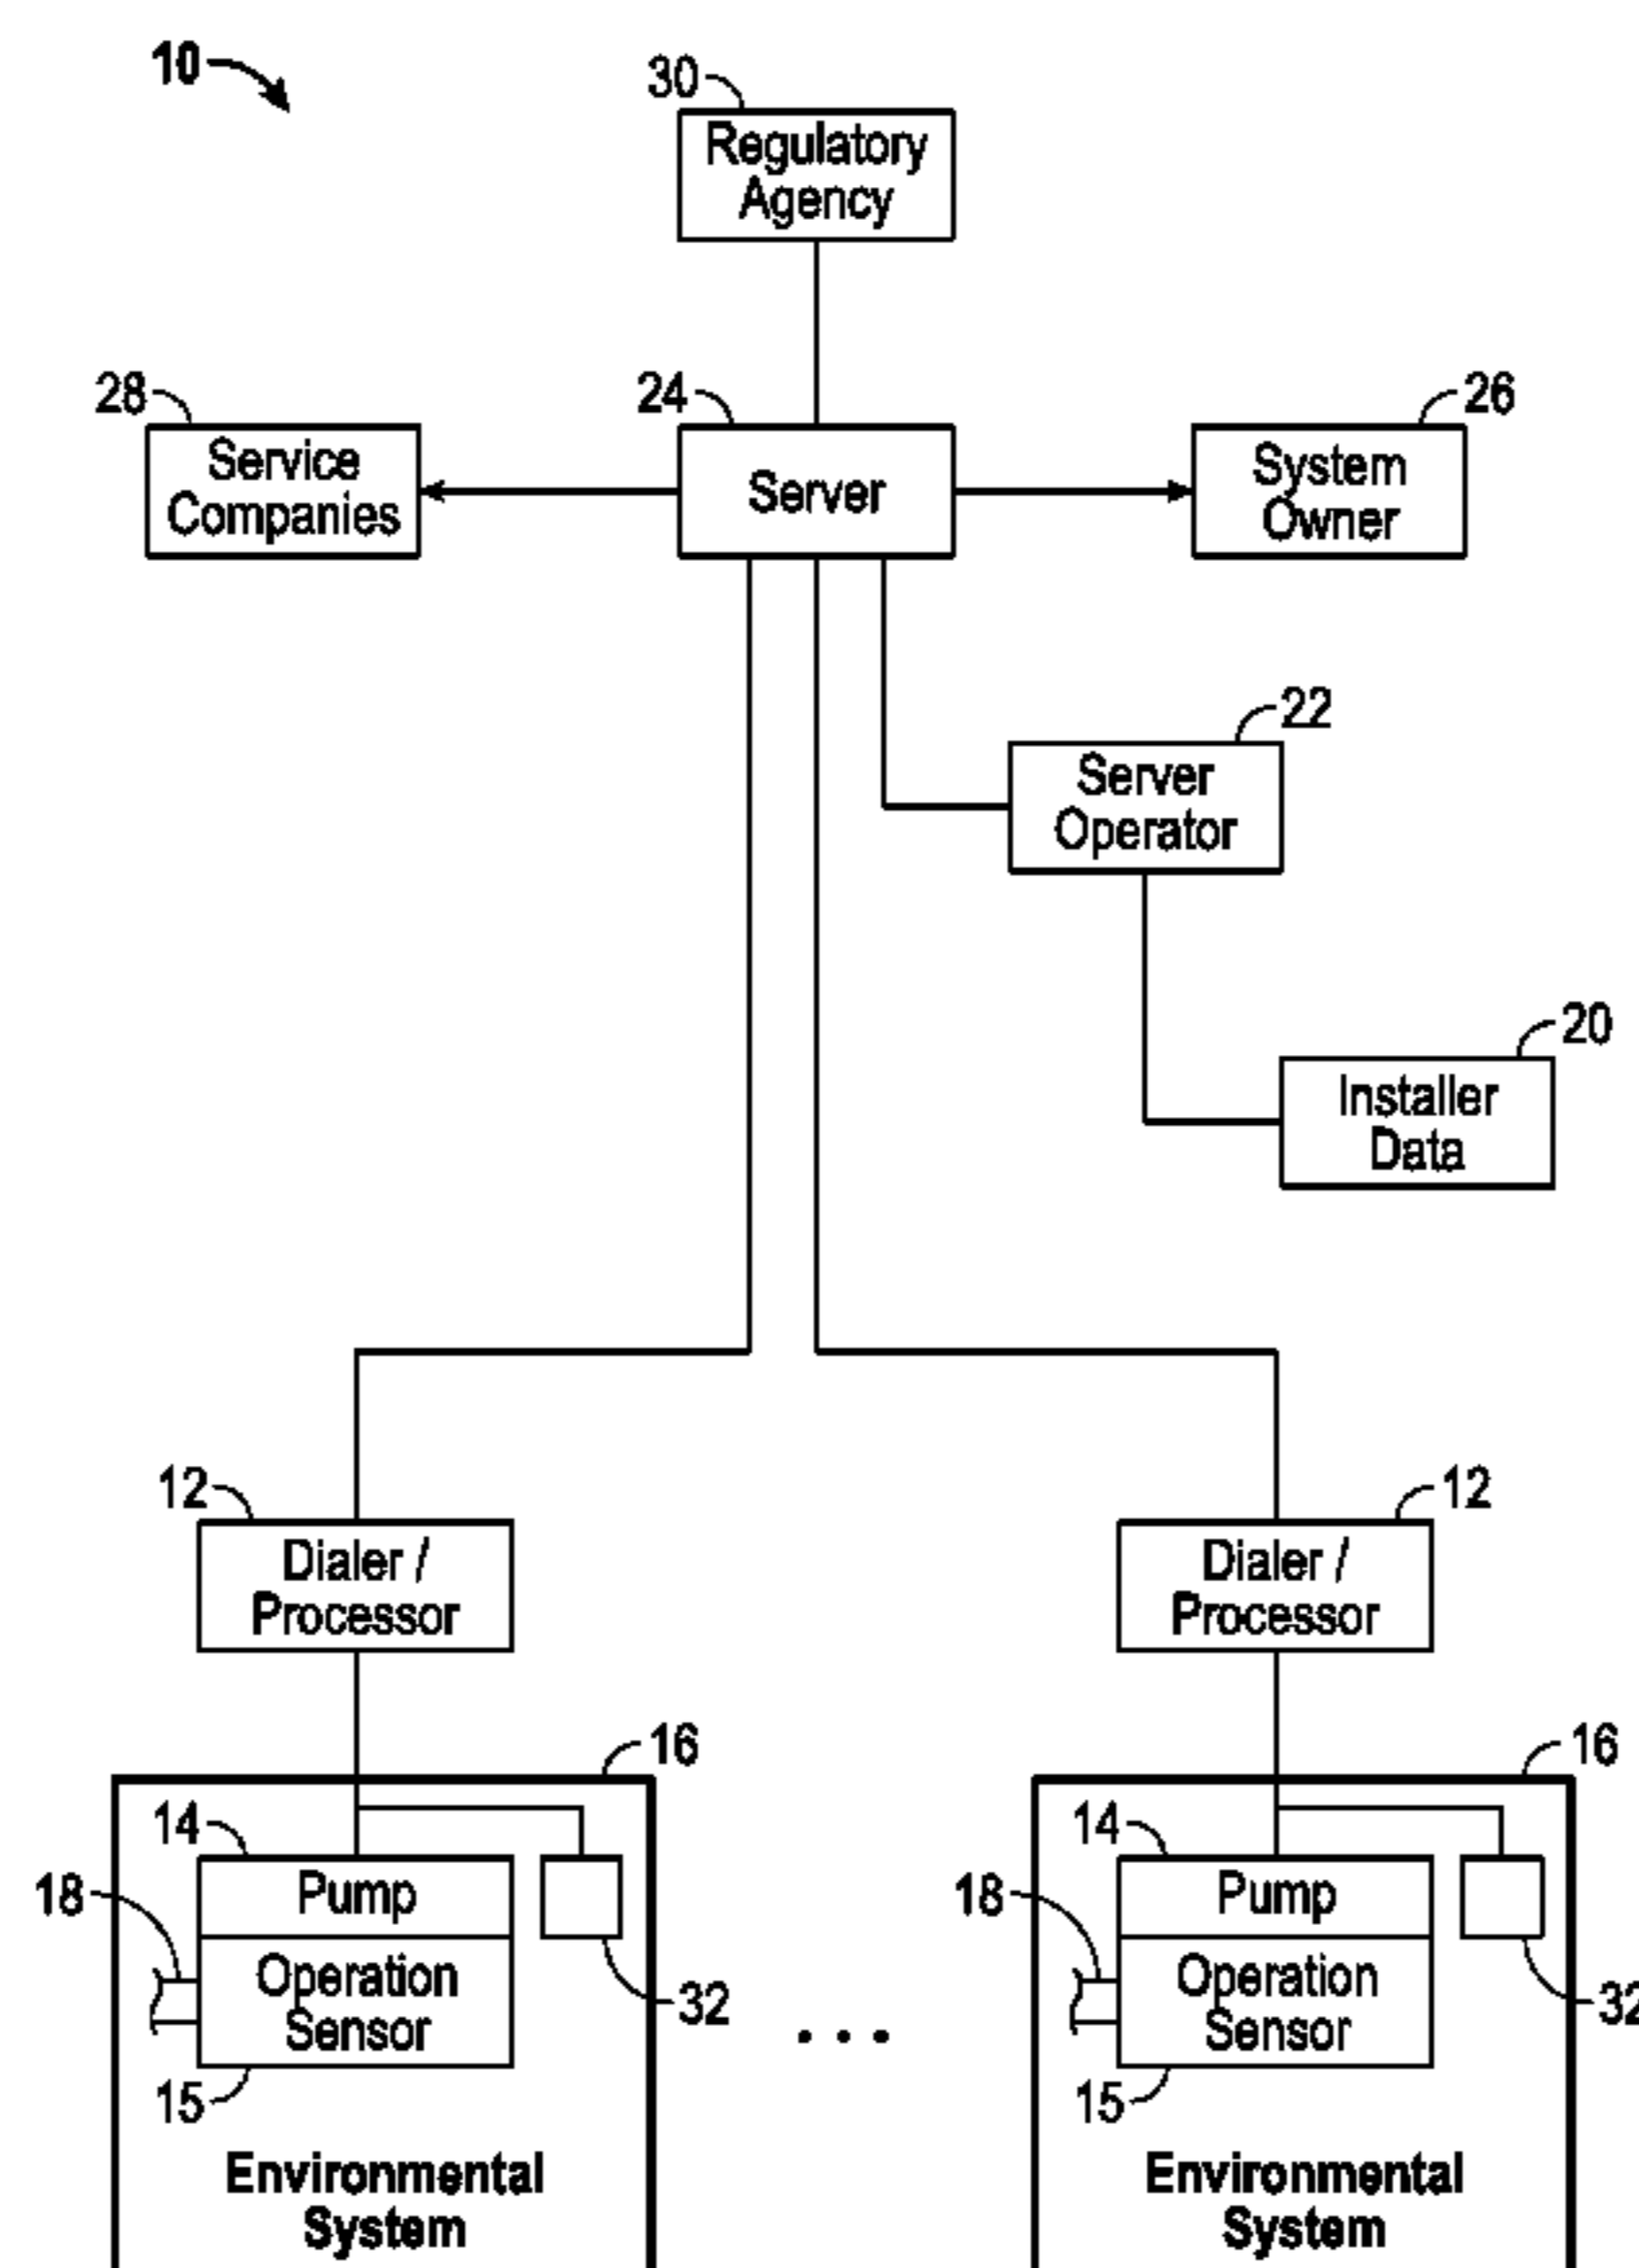 10
30
Regulatory
Agency
28
24
26
Service
Companies
Server
System
Owner
22
Server
Operator
20
Installer
Data
12
12
Dialer /
Processor
Dialer /
Processor
16
16
14
14
18
Pump
18
Pump
Operation
Sensor
32
Operation
Sensor
32
15
15
Environmental
System
Environmental
System